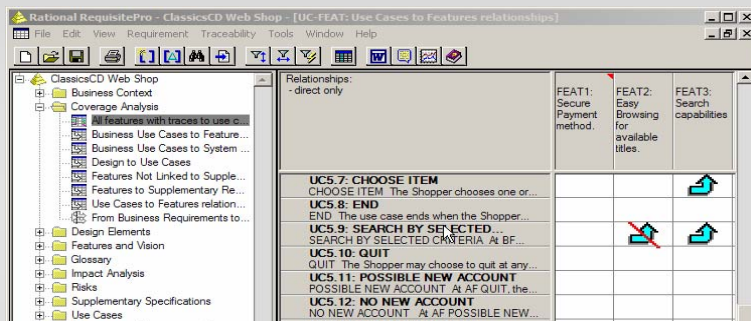 Rational RequisitePro - ClassicsCD Web Shop - [UC-FEAT: Use Cases to Features relationships]
File Edit View Requirement Traceability Tools Window Help
ClassicsCD Web Shop
Business Context
Coverage Analysis
All features with traces to use c...
Business Use Cases to Feature...
Business Use Cases to System ...
Design to Use Cases
Features Not Linked to Supple...
Features to Supplementary Re...
Use Cases to Features relation...
From Business Requirements to...
Design Elements
Features and Vision
Glossary
Impact Analysis
Risks
Supplementary Specifications
Use Cases
Relationships:
- direct only
FEAT1:
Secure
Payment
method.
FEAT2:
Easy
Browsing
for
available
titles.
FEAT3:
Search
capabilities
UC5.7: CHOOSE ITEM
CHOOSE ITEM The Shopper chooses one or...
UC5.8: END
END The use case ends when the Shopper...
UC5.9: SEARCH BY SELECTED...
SEARCH BY SELECTED CRITERIA At BF...
UC5.10: QUIT
QUIT The Shopper may choose to quit at any...
UC5.11: POSSIBLE NEW ACCOUNT
POSSIBLE NEW ACCOUNT At AF QUIT, the...
UC5.12: NO NEW ACCOUNT
NO NEW ACCOUNT At AF POSSIBLE NEW...